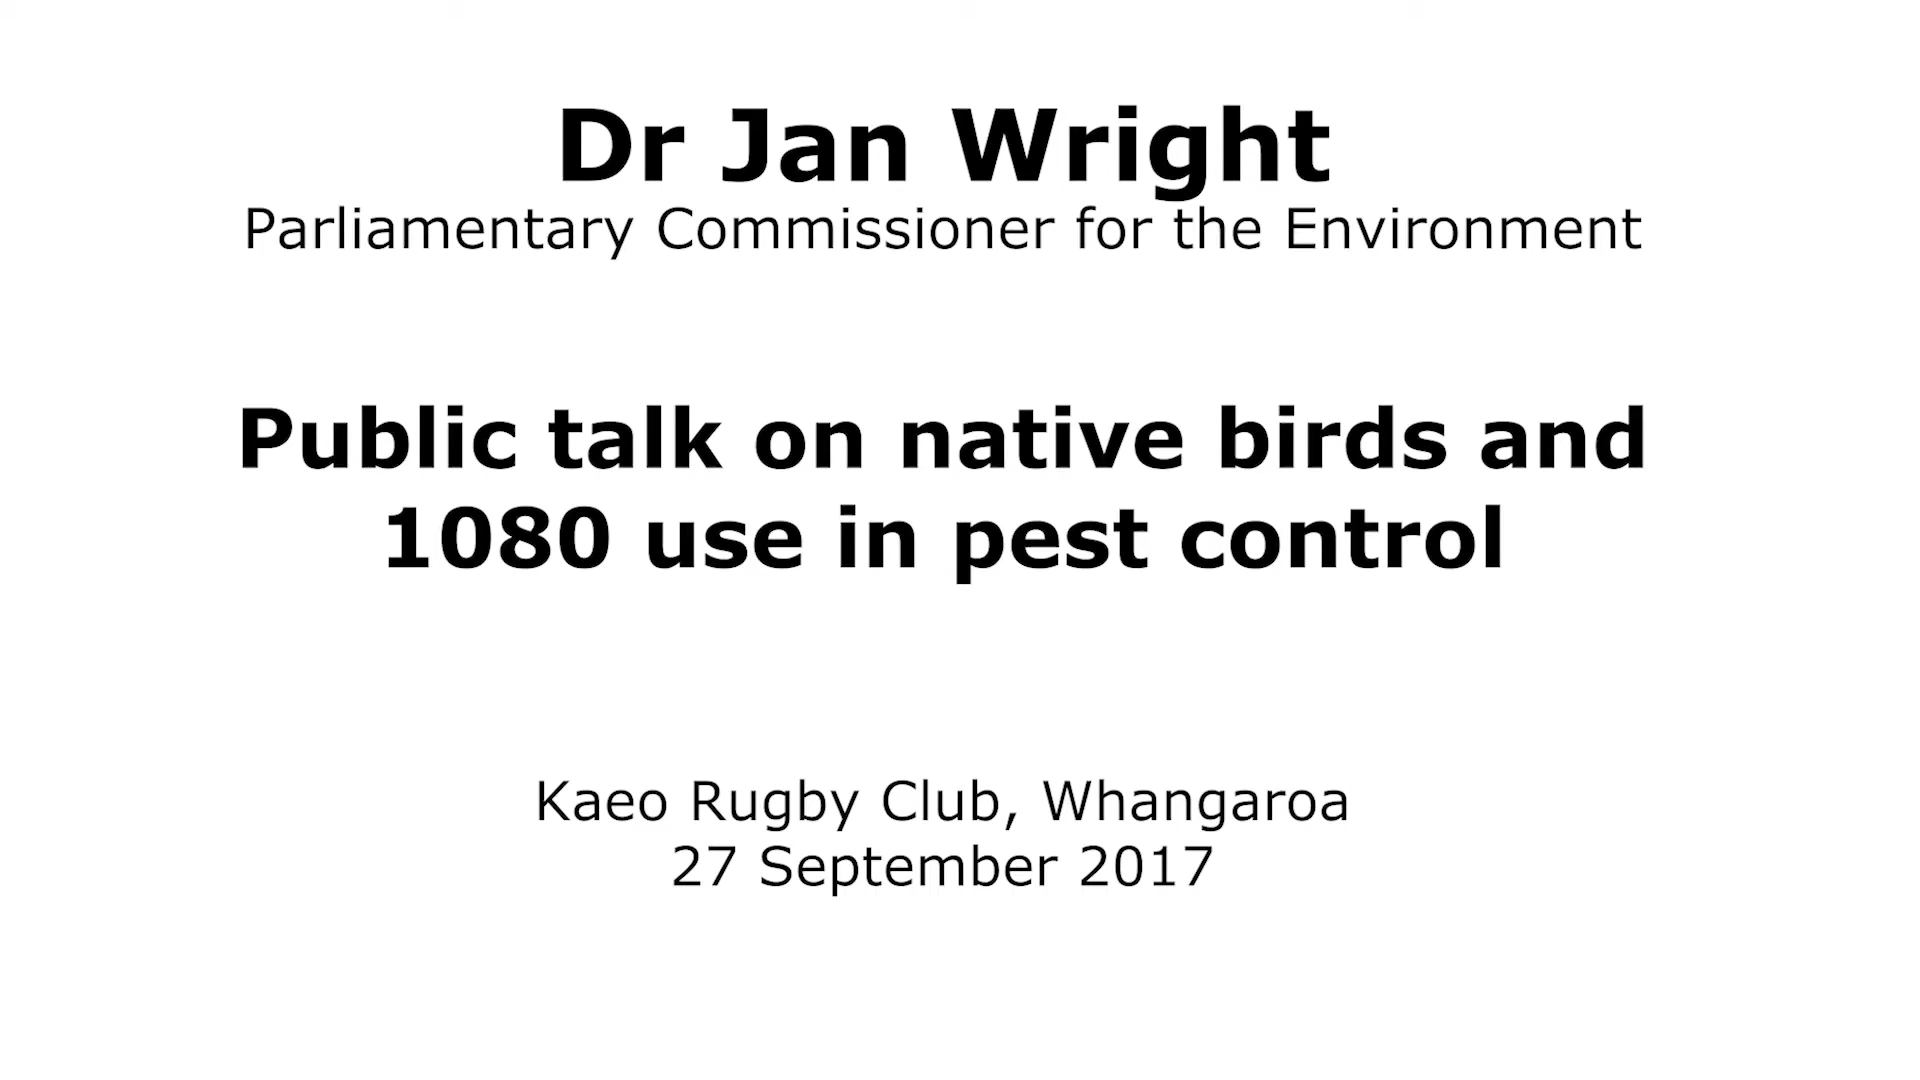 Dr Jan Wright
Parliamentary Commissioner for the Environment
Public talk on native birds and
1080 use in pest control
Kaeo Rugby Club, Whangaroa
27 September 2017